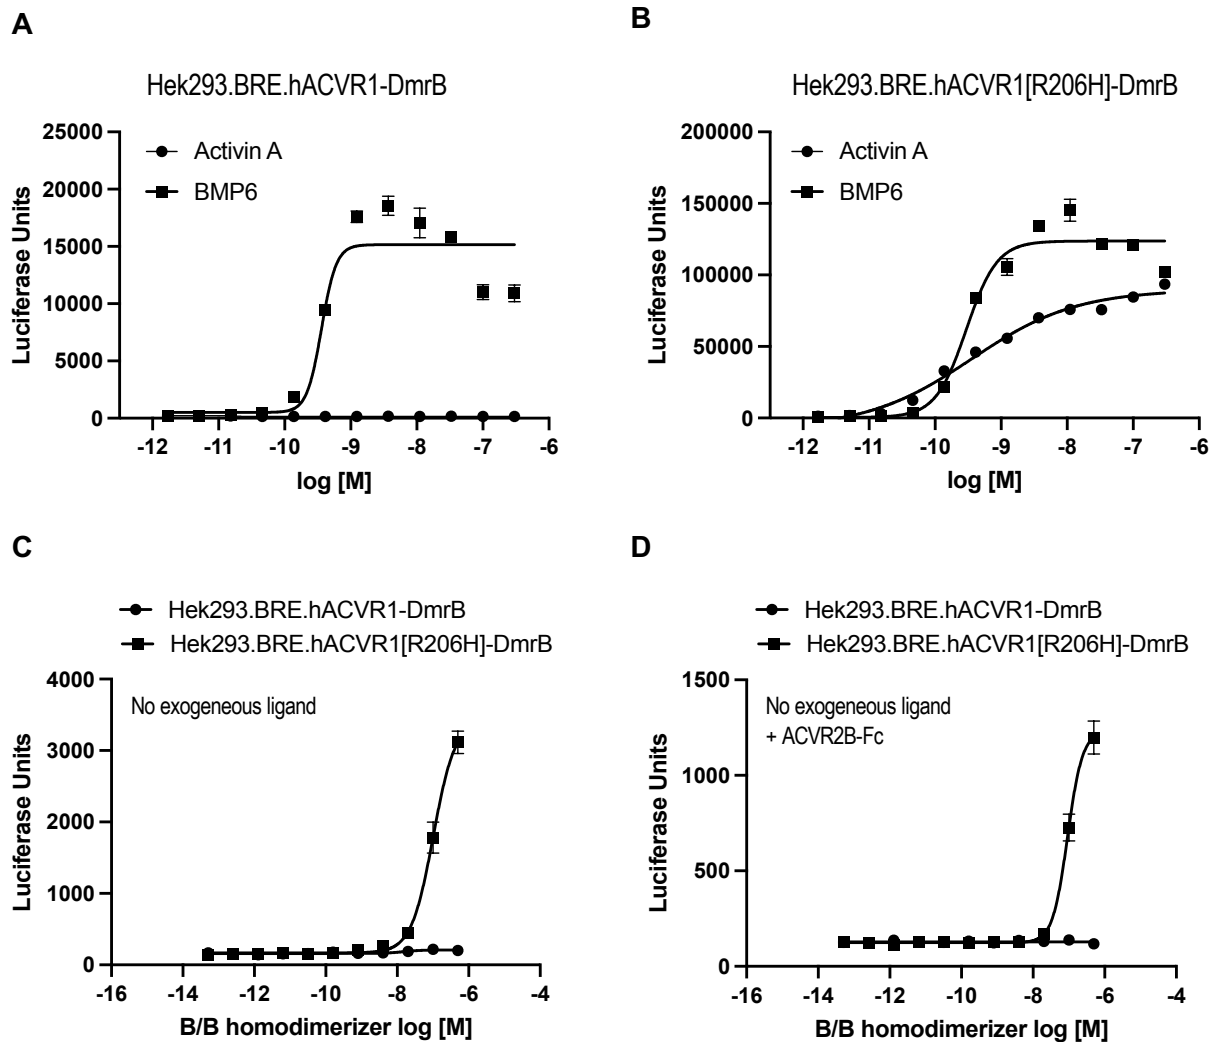 A
Hek293.BRE.hACVR1-DmrB
25000
20000
15000
10000
5000
0
Luciferase Units
Activin A
BMP6
-12 -11 -10 -9 -8 -7 -6
log [M]
B
Hek293.BRE.hACVR1[R206H]-DmrB
200000
150000
100000
50000
0
Luciferase Units
Activin A
BMP6
-12 -11 -10 -9 -8 -7 -6
log [M]
C
Hek293.BRE.hACVR1-DmrB
Hek293.BRE.hACVR1[R206H]-DmrB
4000
3000
2000
1000
0
Luciferase Units
No exogeneous ligand
-16 -14 -12 -10 -8 -6 -4
B/B homodimerizer log [M]
D
Hek293.BRE.hACVR1-DmrB
Hek293.BRE.hACVR1[R206H]-DmrB
1500
1000
500
0
Luciferase Units
No exogeneous ligand
+ ACVR2B-Fc
-16 -14 -12 -10 -8 -6 -4
B/B homodimerizer log [M]